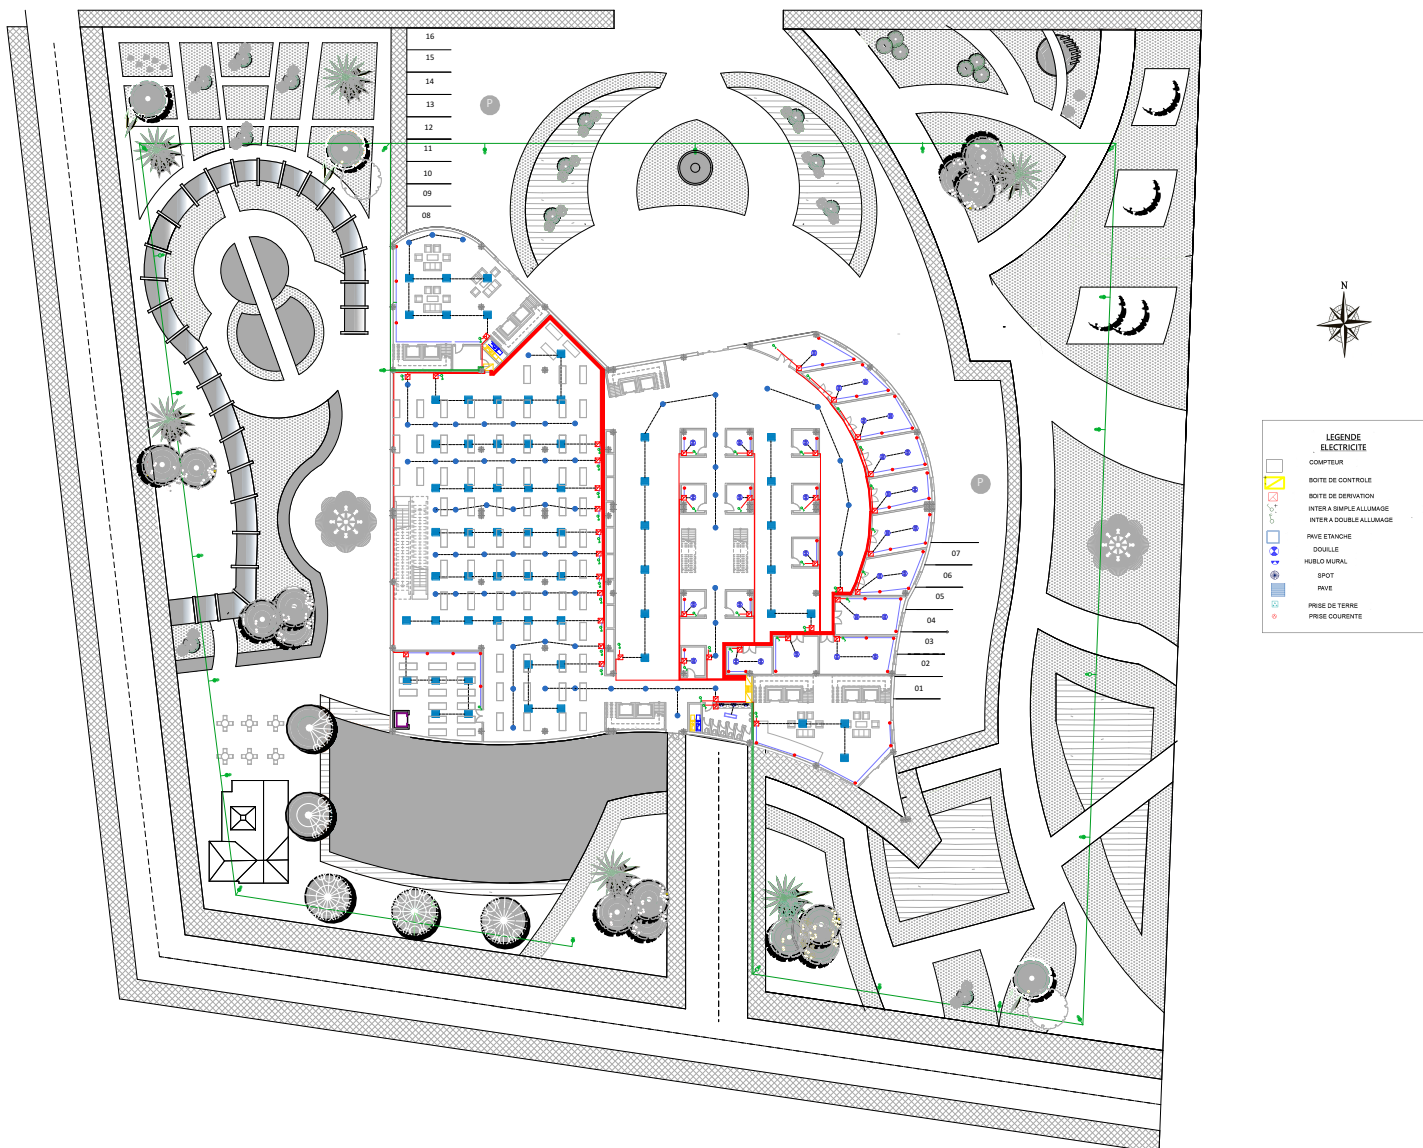 16
15
14
13
P
12
11
10
09
08
N
P
07
06
05
04
03
02
01
LEGENDE
ELECTRICITE
COMPTEUR
BOITE DE CONTROLE
BOITE DE DERIVATION
INTER A SIMPLE ALLUMAGE
INTER A DOUBLE ALLUMAGE
PAVE ETANCHE
DOUILLE
HUBLO MURAL
SPOT
PAVE
PRISE DE TERRE
PRISE COURENTE